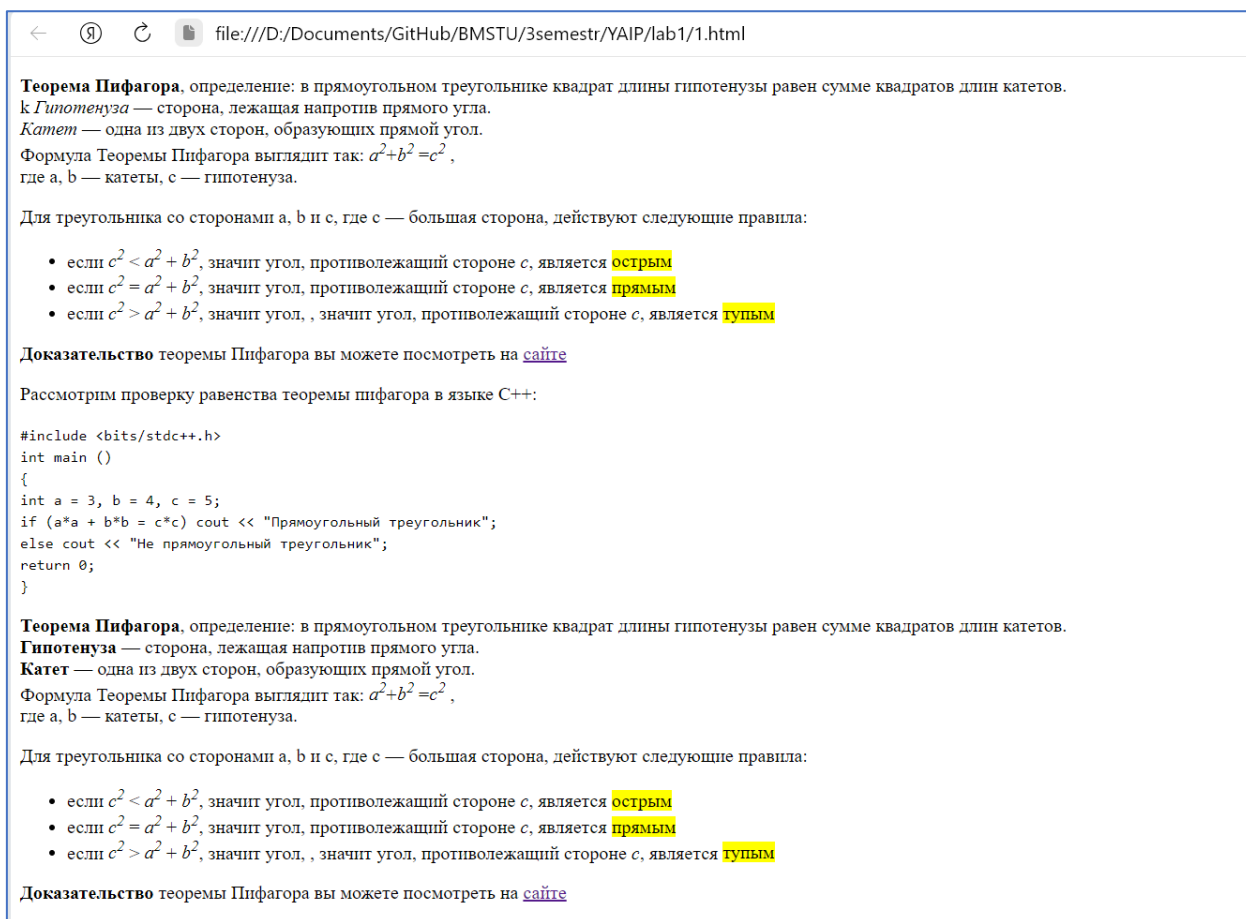 file:///D:/Documents/GitHub/BMSTU/3semestr/YAIP/lab1/1.html
Теорема Пифагора, определение: в прямоугольном треугольнике квадрат длины гипотенузы равен сумме квадратов длин катетов.
k Гипотенуза — сторона, лежащая напротив прямого угла.
Катет — одна из двух сторон, образующих прямой угол.
Формула Теоремы Пифагора выглядит так: a²+b² =c² ,
где a, b — катеты, с — гипотенуза.
Для треугольника со сторонами a, b и c, где c — большая сторона, действуют следующие правила:
• если c² < a² + b², значит угол, противолежащий стороне c, является острым
• если c² = a² + b², значит угол, противолежащий стороне c, является прямым
• если c² > a² + b², значит угол, , значит угол, противолежащий стороне c, является тупым
Доказательство теоремы Пифагора вы можете посмотреть на сайте
Рассмотрим проверку равенства теоремы пифагора в языке C++:
#include <bits/stdc++.h>
int main ()
{
int a = 3, b = 4, c = 5;
if (a*a + b*b = c*c) cout << "Прямоугольный треугольник";
else cout << "Не прямоугольный треугольник";
return 0;
}
Теорема Пифагора, определение: в прямоугольном треугольнике квадрат длины гипотенузы равен сумме квадратов длин катетов.
Гипотенуза — сторона, лежащая напротив прямого угла.
Катет — одна из двух сторон, образующих прямой угол.
Формула Теоремы Пифагора выглядит так: a²+b² =c² ,
где a, b — катеты, с — гипотенуза.
Для треугольника со сторонами a, b и c, где c — большая сторона, действуют следующие правила:
• если c² < a² + b², значит угол, противолежащий стороне c, является острым
• если c² = a² + b², значит угол, противолежащий стороне c, является прямым
• если c² > a² + b², значит угол, , значит угол, противолежащий стороне c, является тупым
Доказательство теоремы Пифагора вы можете посмотреть на сайте